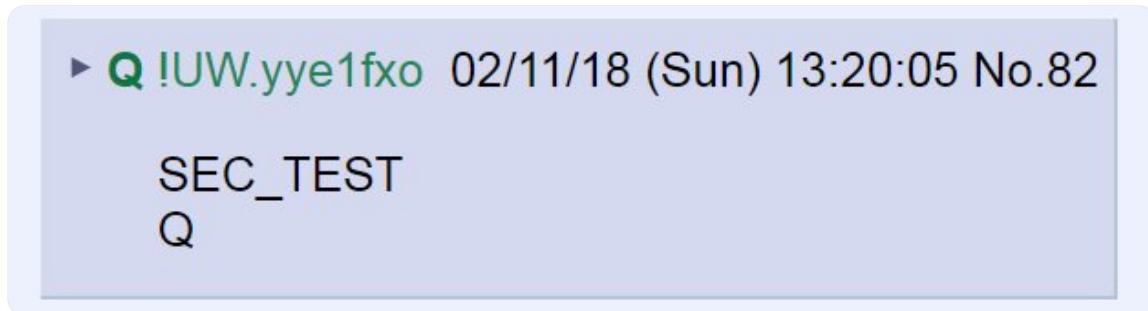 ► Q !UW.yye1fxo 02/11/18 (Sun) 13:20:05 No.82
SEC_TEST
Q